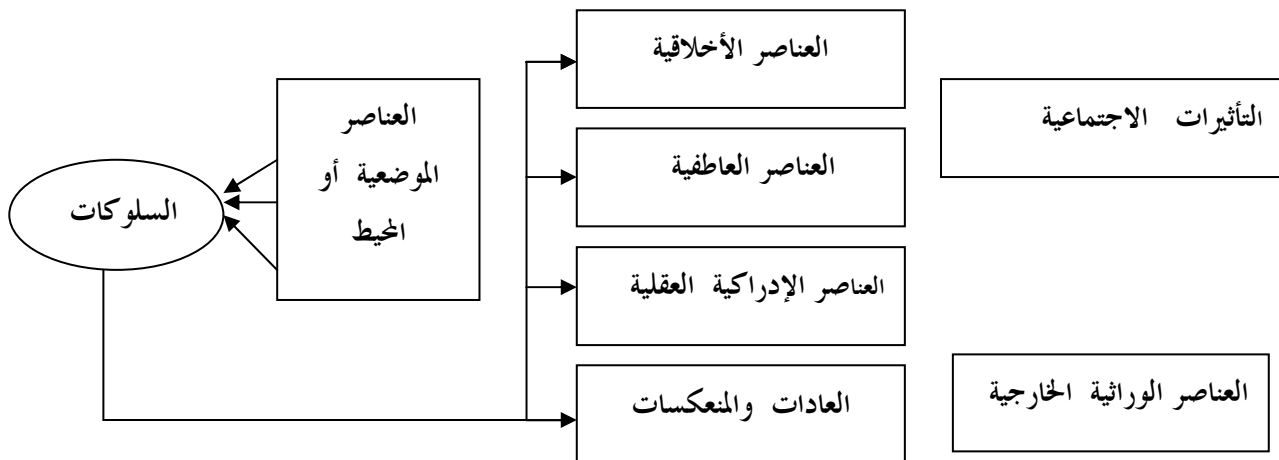 التأثيرات الاجتماعية
العناصر الوراثية الخارجية
العناصر الأخلاقية
العناصر العاطفية
العناصر الإدراكية العقلية
العادات والمنعكسات
العناصر
الموضعية أو
المحيط
السلوكات